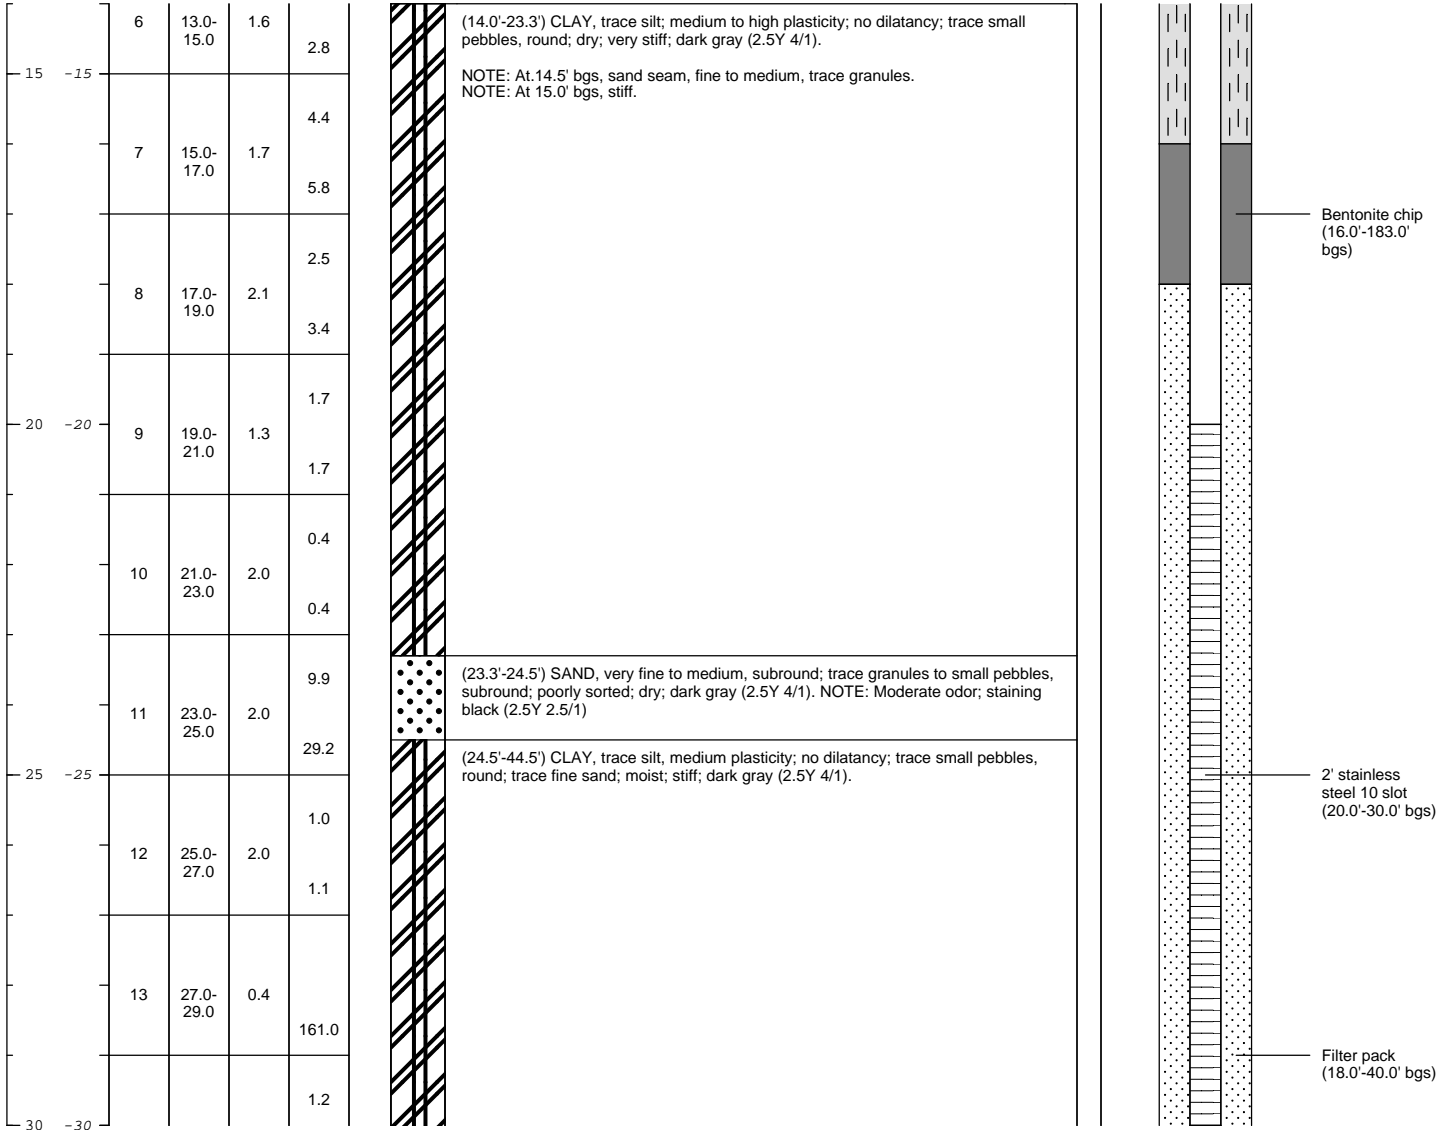 6 13.0- 1.6
15.0
2.8
15 -15
4.4
7 15.0- 1.7
17.0
5.8
2.5
8 17.0- 2.1
19.0
3.4
1.7
20 -20
9 19.0- 1.3
21.0
1.7
0.4
10 21.0- 2.0
23.0
0.4
9.9
11 23.0- 2.0
25.0
29.2
25 -25
1.0
12 25.0- 2.0
27.0
1.1
13 27.0- 0.4
29.0
161.0
1.2
30 -30
(14.0'-23.3') CLAY, trace silt; medium to high plasticity; no dilatancy; trace small
pebbles, round; dry; very stiff; dark gray (2.5Y 4/1).
NOTE: At.14.5' bgs, sand seam, fine to medium, trace granules.
NOTE: At 15.0' bgs, stiff.
(23.3'-24.5') SAND, very fine to medium, subround; trace granules to small pebbles,
subround; poorly sorted; dry; dark gray (2.5Y 4/1). NOTE: Moderate odor; staining
black (2.5Y 2.5/1)
(24.5'-44.5') CLAY, trace silt, medium plasticity; no dilatancy; trace small pebbles,
round; trace fine sand; moist; stiff; dark gray (2.5Y 4/1).
Bentonite chip
(16.0'-183.0'
bgs)
2' stainless
steel 10 slot
(20.0'-30.0' bgs)
Filter pack
(18.0'-40.0' bgs)